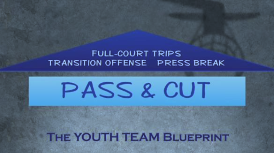 FULL-COURT TRIPS
TRANSITION OFFENSE PRESS BREAK
PASS & CUT
THE YOUTH TEAM BLUEPRINT